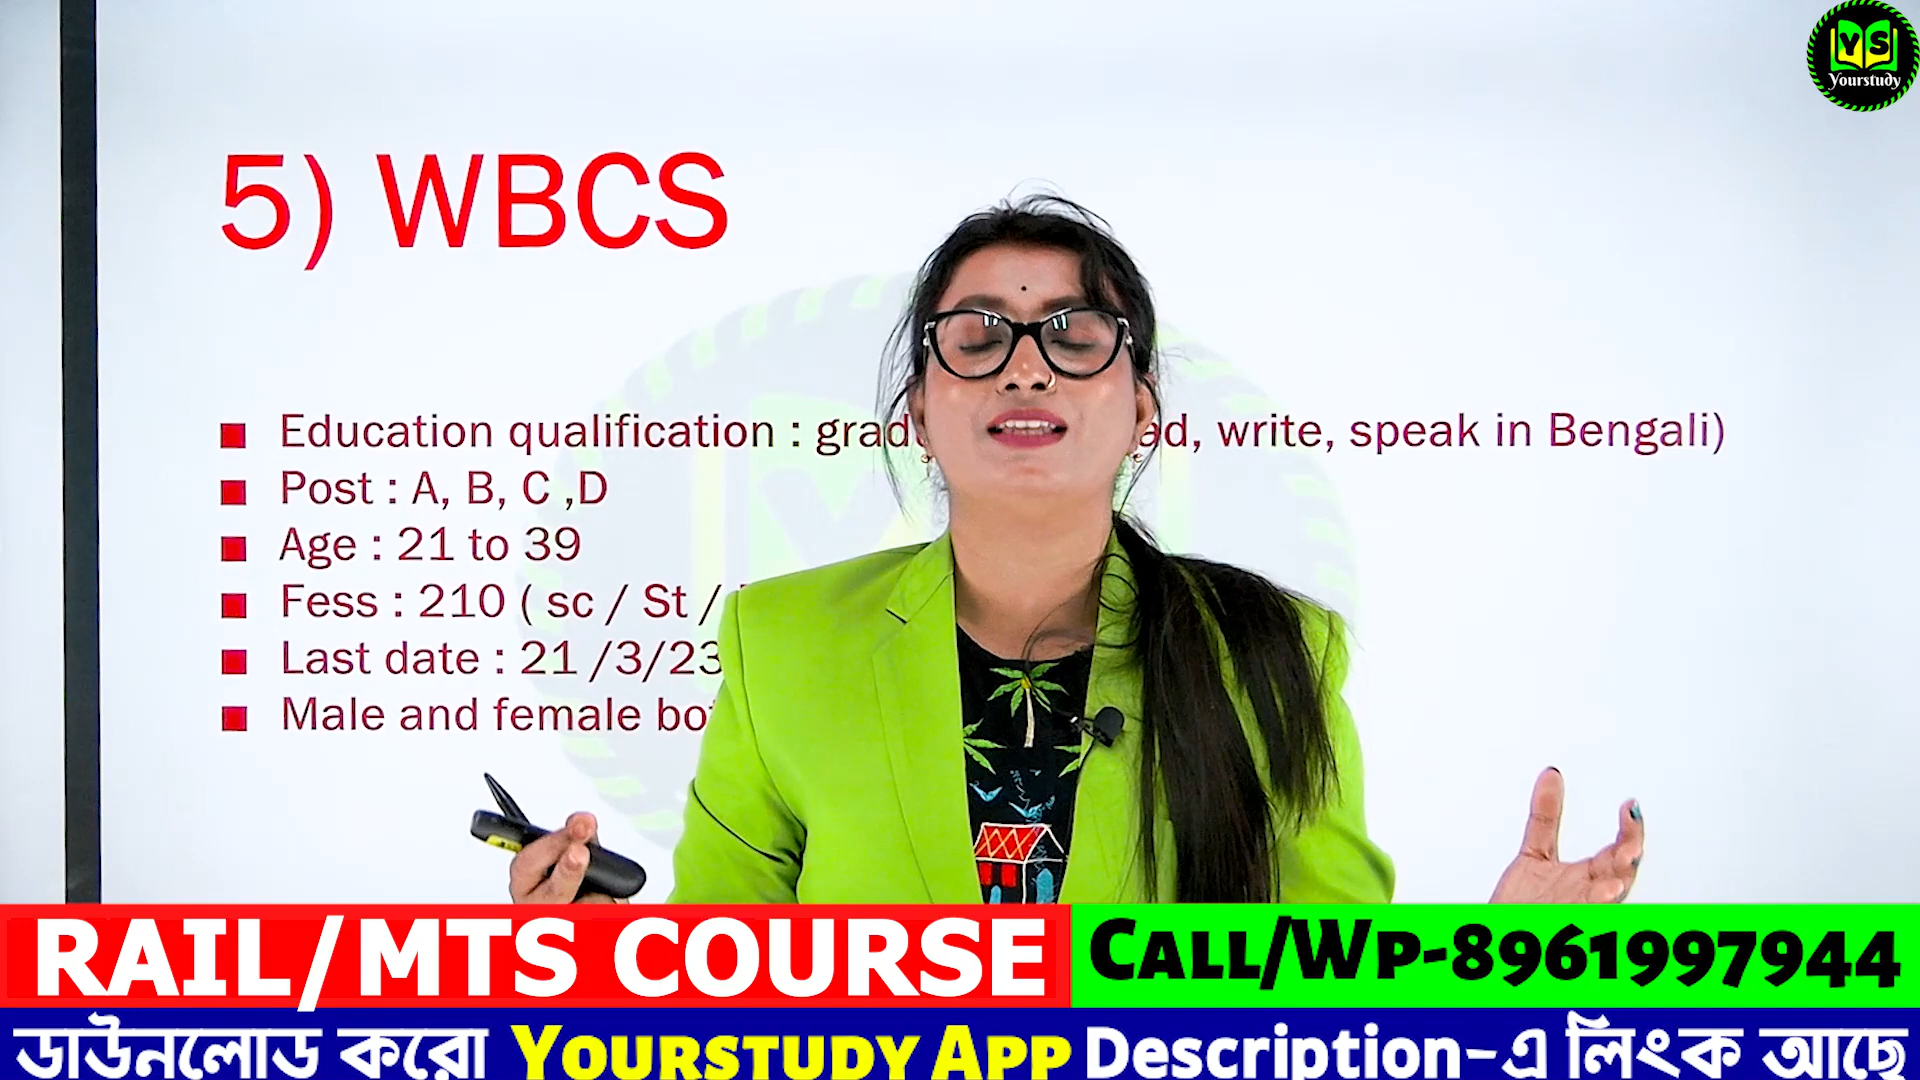 YS
Yourstudy
5) WBCS
Education qualification : write, speak in Bengali)
Post : A, B, C ,D
Age : 21 to 39
Fess : 210 ( sc / St /
Last date : 21 /3/23
Male and female
RAIL/MTS COURSE
CALL/WP-8961997944
ডাউনলোড করো YOURSTUDY APP Description-এ লিংক আছে